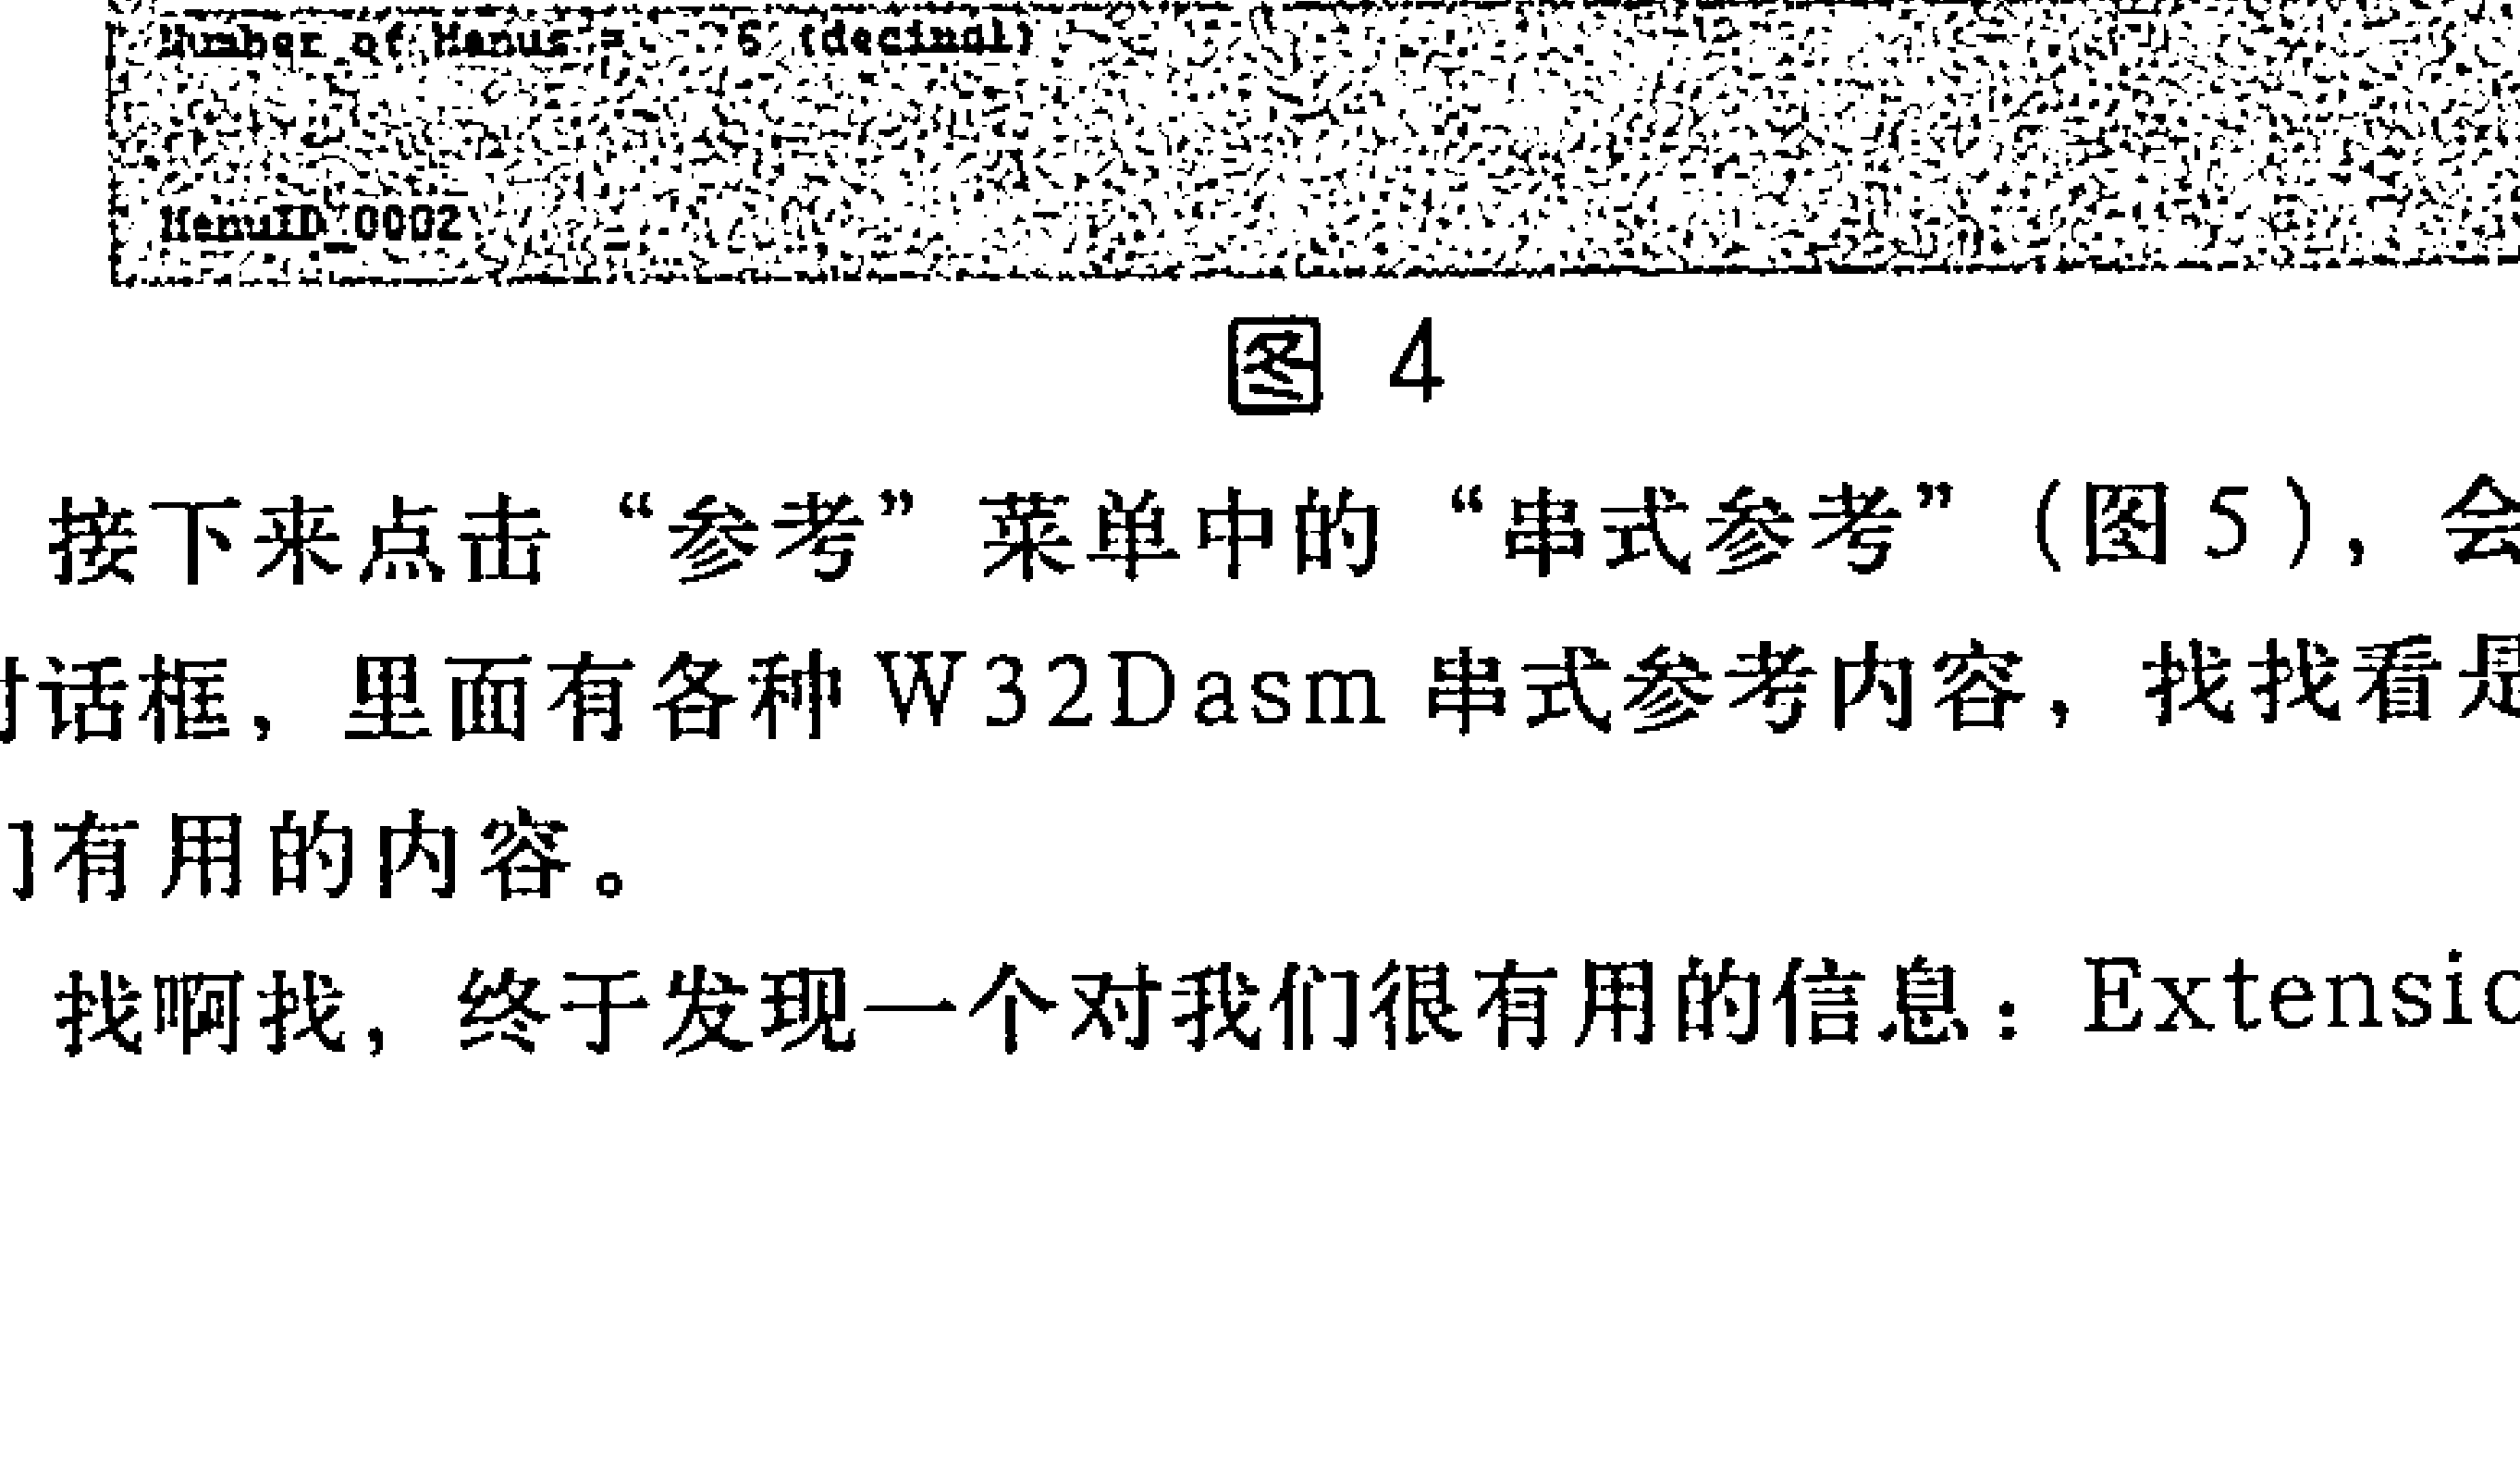 Number of Menus = 6 (decimal)
MenuID_0002
图 4
接下来点击“参考”菜单中的“串式参考”(图5)，会
对话框，里面有各种W32Dasm串式参考内容，找找看是
们有用的内容。
找啊找，终于发现一个对我们很有用的信息：Extensio